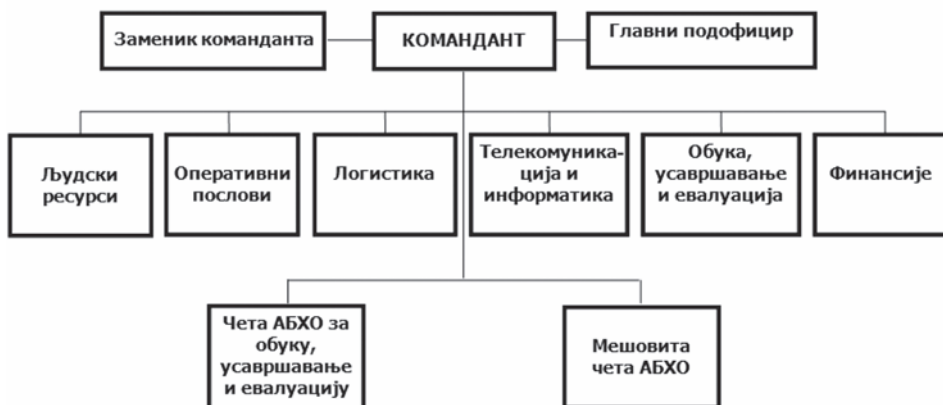 Заменик команданта
КОМАНДАНТ
Главни подофицир
Људски
ресурси
Оперативни
послови
Логистика
Телекомуника-
ција и
информатика
Обука,
усавршавање
и евалуација
Финансије
Чета АБХО за
обуку,
усавршавање
и евалуацију
Мешовита
чета АБХО